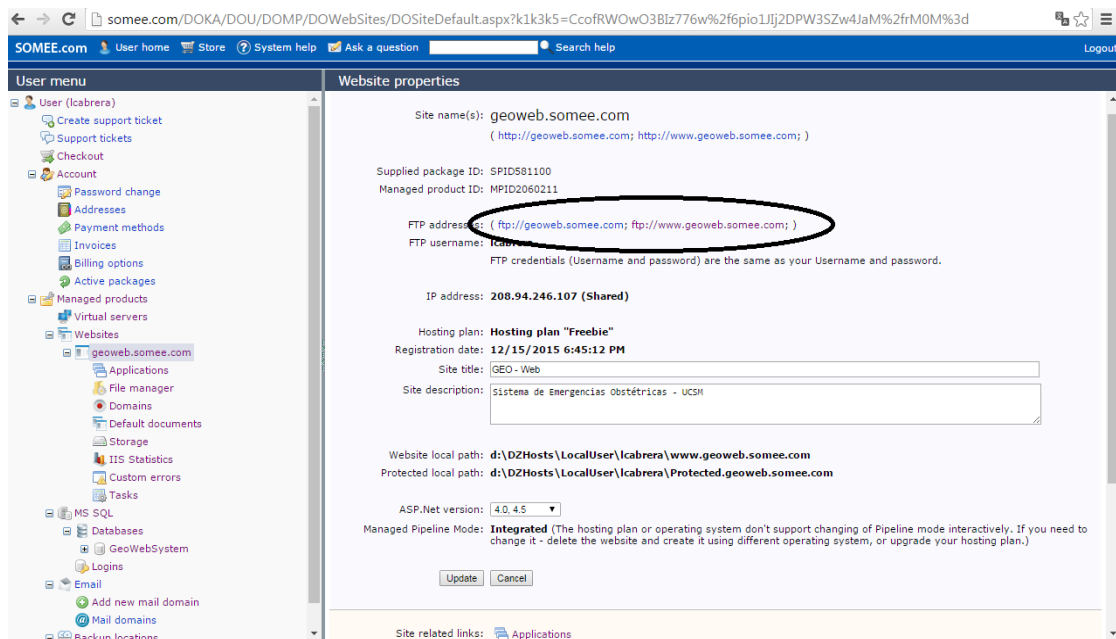 somee.com/DOKA/DOU/DOMP/DOWebSites/DOSiteDefault.aspx?k1k3k5=CcofRWOwO3BIz776w%2f6pio1JIj2DPW3SZw4JaM%2frM0M%3d
SOMEE.com User home Store System help Ask a question Search help Logout
User menu
User (lcabrera)
Create support ticket
Support tickets
Checkout
Account
Password change
Addresses
Payment methods
Invoices
Billing options
Active packages
Managed products
Virtual servers
Websites
geoweb.somee.com
Applications
File manager
Domains
Default documents
Storage
IIS Statistics
Custom errors
Tasks
MS SQL
Databases
GeoWebSystem
Logins
Email
Add new mail domain
Mail domains
Backup locations
Website properties
Site name(s): geoweb.somee.com
( http://geoweb.somee.com; http://www.geoweb.somee.com; )
Supplied package ID: SPID581100
Managed product ID: MPID2060211
FTP addresses: ( ftp://geoweb.somee.com; ftp://www.geoweb.somee.com; )
FTP username: lcabrera
FTP credentials (Username and password) are the same as your Username and password.
IP address: 208.94.246.107 (Shared)
Hosting plan: Hosting plan "Freebie"
Registration date: 12/15/2015 6:45:12 PM
Site title: GEO - Web
Site description: Sistema de Emergencias Obstétricas - UCSM
Website local path: d:\DZHosts\LocalUser\lcabrera\www.geoweb.somee.com
Protected local path: d:\DZHosts\LocalUser\lcabrera\Protected.geoweb.somee.com
ASP.Net version: 4.0, 4.5
Managed Pipeline Mode: Integrated (The hosting plan or operating system don't support changing of Pipeline mode interactively. If you need to
change it - delete the website and create it using different operating system, or upgrade your hosting plan.)
Update Cancel
Site related links: Applications